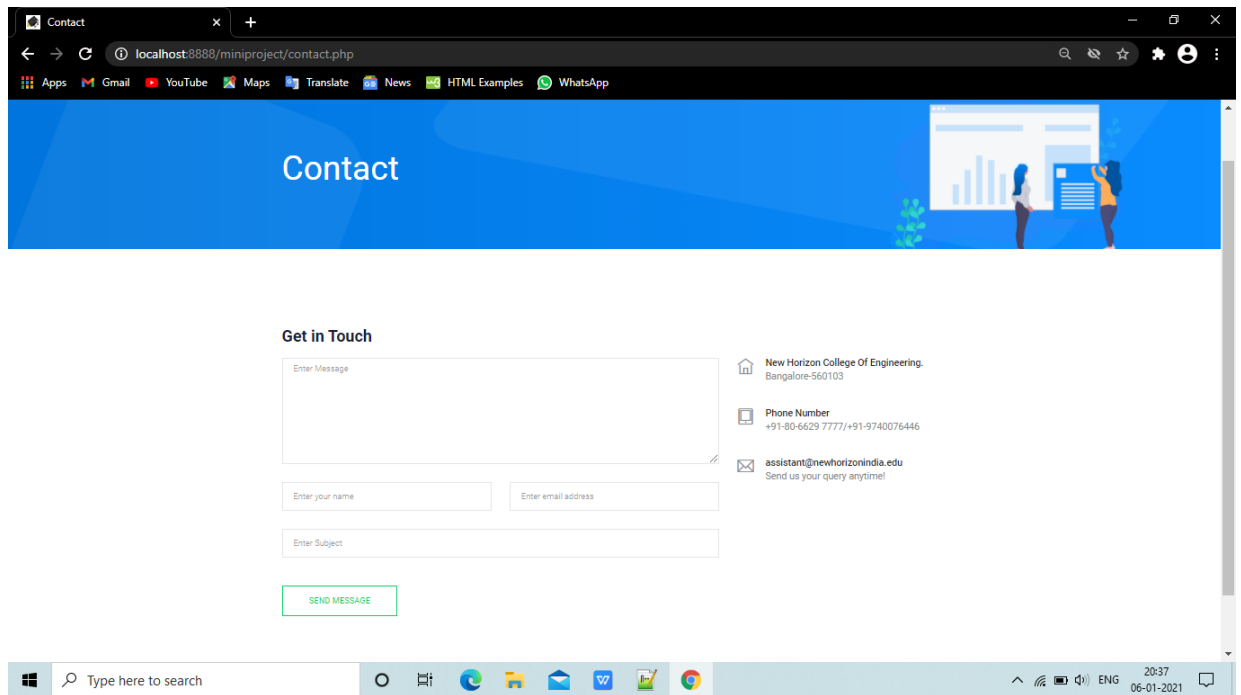 Contact
localhost:8888/miniproject/contact.php
Apps Gmail YouTube Maps Translate News HTML Examples WhatsApp
Contact
Get in Touch
Enter Message
Enter your name
Enter email address
Enter Subject
SEND MESSAGE
New Horizon College Of Engineering.
Bangalore-560103
Phone Number
+91-80-6629 7777/+91-9740076446
assistant@newhorizonindia.edu
Send us your query anytime!
Type here to search
ENG
20:37
06-01-2021